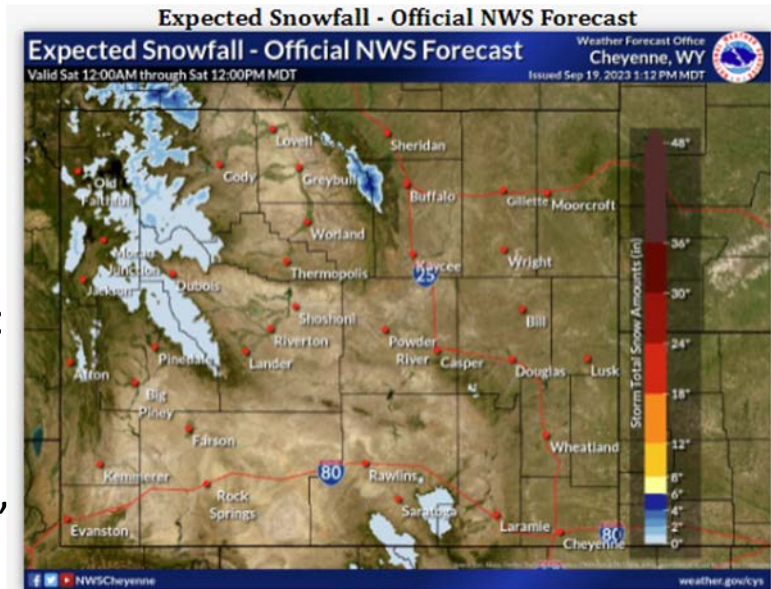 Expected Snowfall - Official NWS Forecast
Expected Snowfall - Official NWS Forecast
Valid Sat 12:00AM through Sat 12:00PM MDT
Weather Forecast Office
Cheyenne, WY
Issued Sep 19, 2023 1:12 PM MDT
Lovell
Sheridan
Cody
Greybull
Old
Faithful
Buffalo
Gillette
Moorcroft
Worland
Moran
Junction
Thermopolis
Kaycee
25
Wright
Jackson
Dubois
Shoshoni
Bill
Riverton
Powder
River
Pinedale
Lander
Casper
Douglas
Lusk
Afton
Big
Piney
Farson
Wheatland
Kemmerer
80
Rawlins
Rock
Springs
Saratoga
Evanston
Laramie
Cheyenne
80
Storm Total Snow Amounts (in)
48"
36"
30"
24"
18"
12"
8"
6"
4"
2"
0"
NWSCheyenne
weather.gov/cys